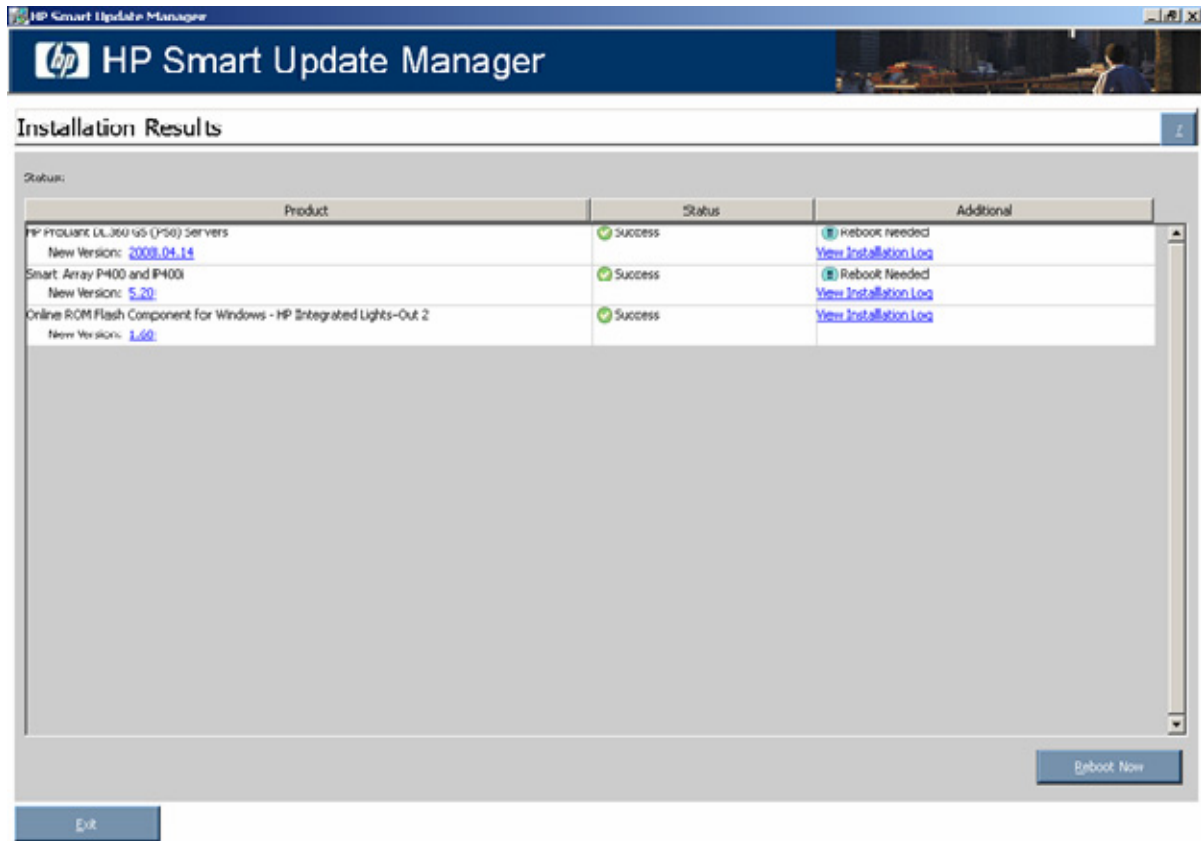 HP Smart Update Manager
hp HP Smart Update Manager
Installation Results
?
Status:
Product Status Additional
HP ProLiant DL360 G5 (P58) Servers Success Reboot Needed
New Version: 2008.04.14 View Installation Log
Smart Array P400 and P400i Success Reboot Needed
New Version: 5.20 View Installation Log
Online ROM Flash Component for Windows - HP Integrated Lights-Out 2 Success View Installation Log
New Version: 1.60
Reboot Now
Exit